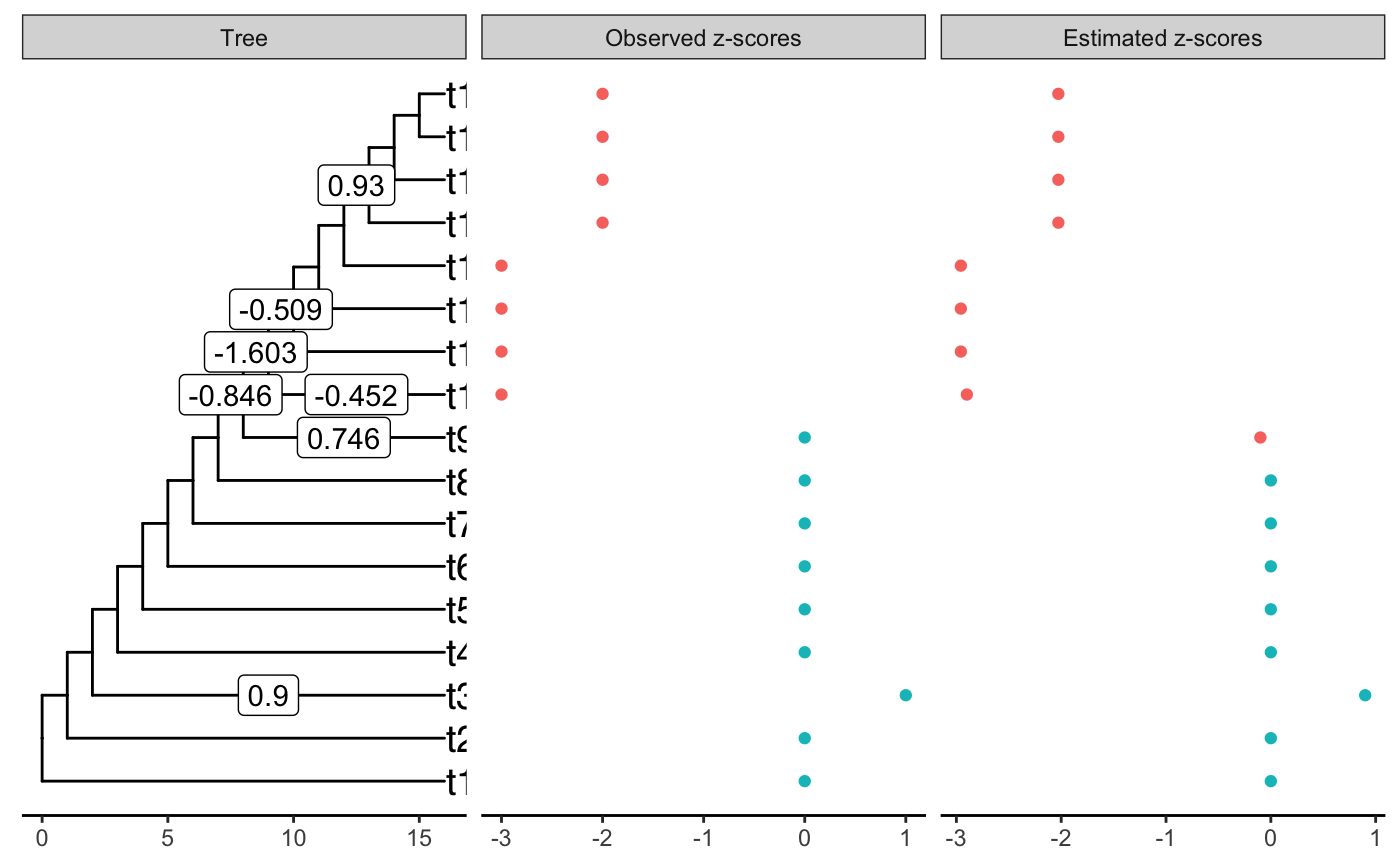 Tree
Observed z-scores
Estimated z-scores
t1
t1
0.93
t1
t1
t1
-0.509
t1
-1.603
t1
-0.846
-0.452
t1
0.746
t9
t8
t7
t6
t5
t4
0.9
t3
t2
t1
0 5 10 15
-3 -2 -1 0 1
-3 -2 -1 0 1